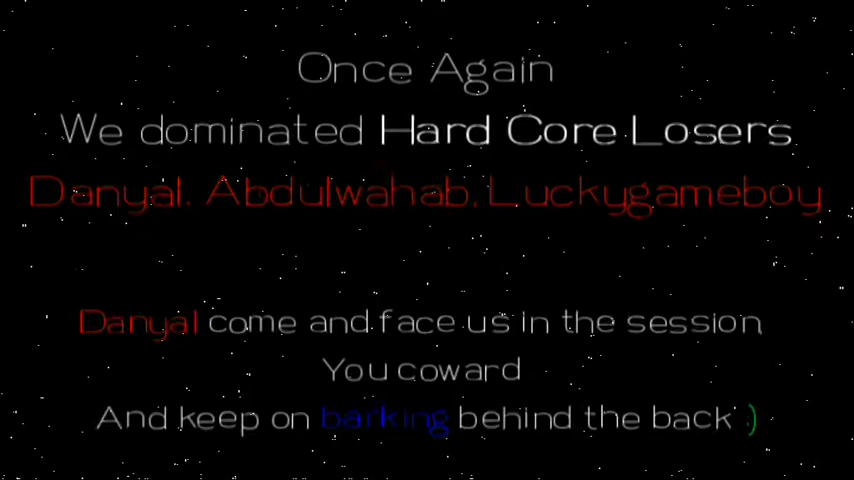 Once Again
We dominated Hard Core Losers
Danyal. Abdulwahab. Luckygameboy
Danyal come and face us in the session
You coward
And keep on barking behind the back :)